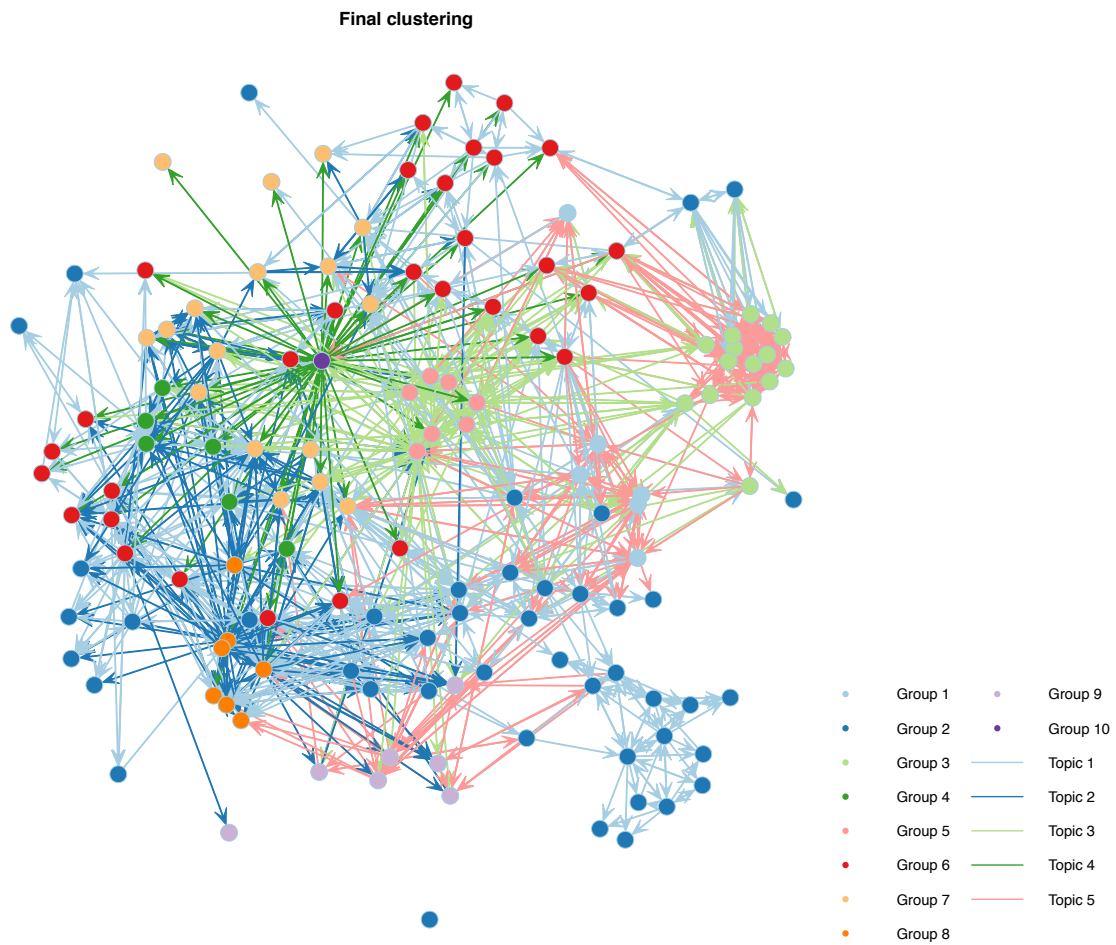 Final clustering
Group 1
Group 2
Group 3
Group 4
Group 5
Group 6
Group 7
Group 8
Group 9
Group 10
Topic 1
Topic 2
Topic 3
Topic 4
Topic 5